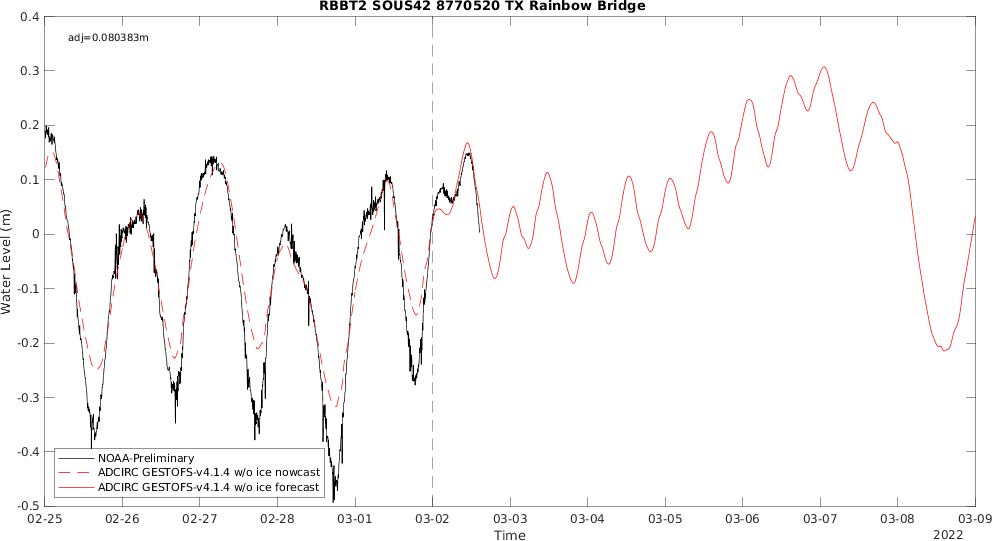 RBBT2 SOUS42 8770520 TX Rainbow Bridge
adj=0.080383m
0.4
0.3
0.2
0.1
0
-0.1
-0.2
-0.3
-0.4
-0.5
Water Level (m)
NOAA-Preliminary
ADCIRC GESTOFS-v4.1.4 w/o ice nowcast
ADCIRC GESTOFS-v4.1.4 w/o ice forecast
02-25 02-26 02-27 02-28 03-01 03-02 03-03 03-04 03-05 03-06 03-07 03-08 03-09
Time
2022